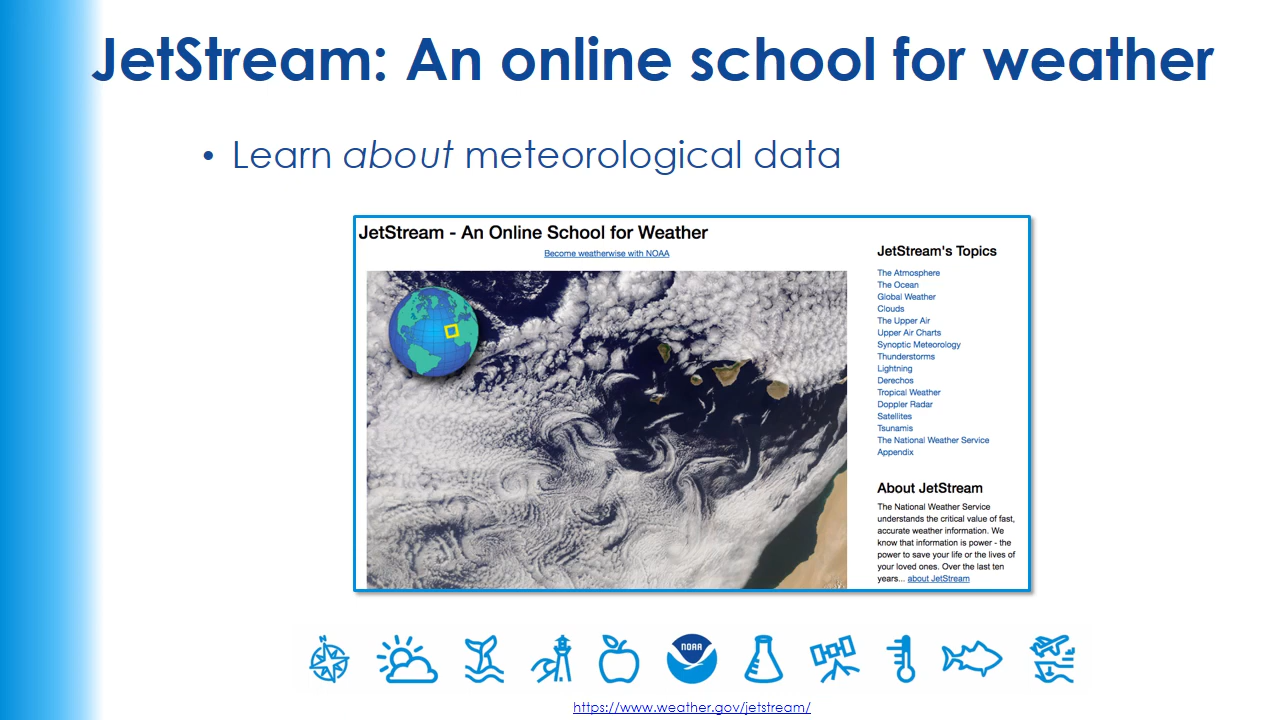 JetStream: An online school for weather
• Learn about meteorological data
JetStream - An Online School for Weather
Become weatherwise with NOAA
JetStream's Topics
The Atmosphere
The Ocean
Global Weather
Clouds
The Upper Air
Upper Air Charts
Synoptic Meteorology
Thunderstorms
Lightning
Derechos
Tropical Weather
Doppler Radar
Satellites
Tsunamis
The National Weather Service
Appendix
About JetStream
The National Weather Service
understands the critical value of fast,
accurate weather information. We
know that information is power - the
power to save your life or the lives of
your loved ones. Over the last ten
years... about JetStream
N
NOAA
https://www.weather.gov/jetstream/